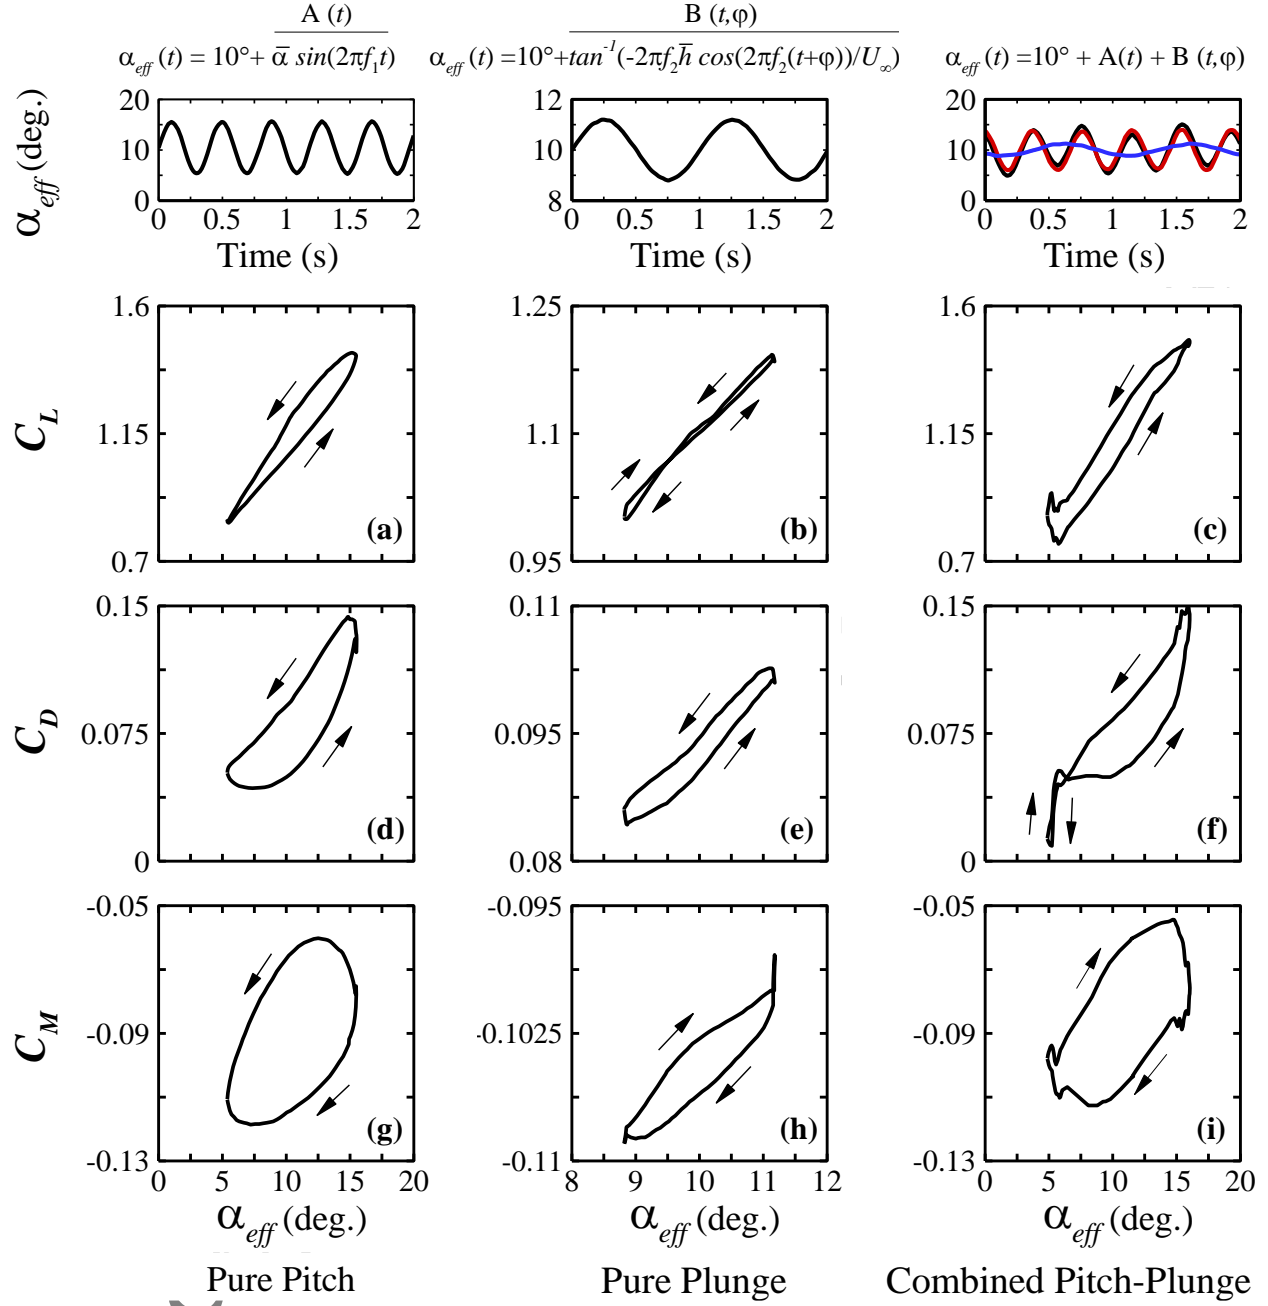 A (t) B (t,φ)
α_eff (t) = 10°+ ᾱ sin(2πf₁t) α_eff (t) =10°+tan⁻¹(-2πf₂h̄ cos(2πf₂(t+φ))/U∞) α_eff (t) =10° + A(t) + B (t,φ)
α_eff (deg.)
20 10 0
0 0.5 1 1.5 2
Time (s)
12 10 8
0 0.5 1 1.5 2
Time (s)
20 10 0
0 0.5 1 1.5 2
Time (s)
C_L
1.6 1.15 0.7
(a)
1.25 1.1 0.95
(b)
1.6 1.15 0.7
(c)
C_D
0.15 0.075 0
(d)
0.11 0.095 0.08
(e)
0.15 0.075 0
(f)
C_M
-0.05 -0.09 -0.13
(g)
0 5 10 15 20
α_eff (deg.)
Pure Pitch
-0.095 -0.1025 -0.11
(h)
8 9 10 11 12
α_eff (deg.)
Pure Plunge
-0.05 -0.09 -0.13
(i)
0 5 10 15 20
α_eff (deg.)
Combined Pitch-Plunge